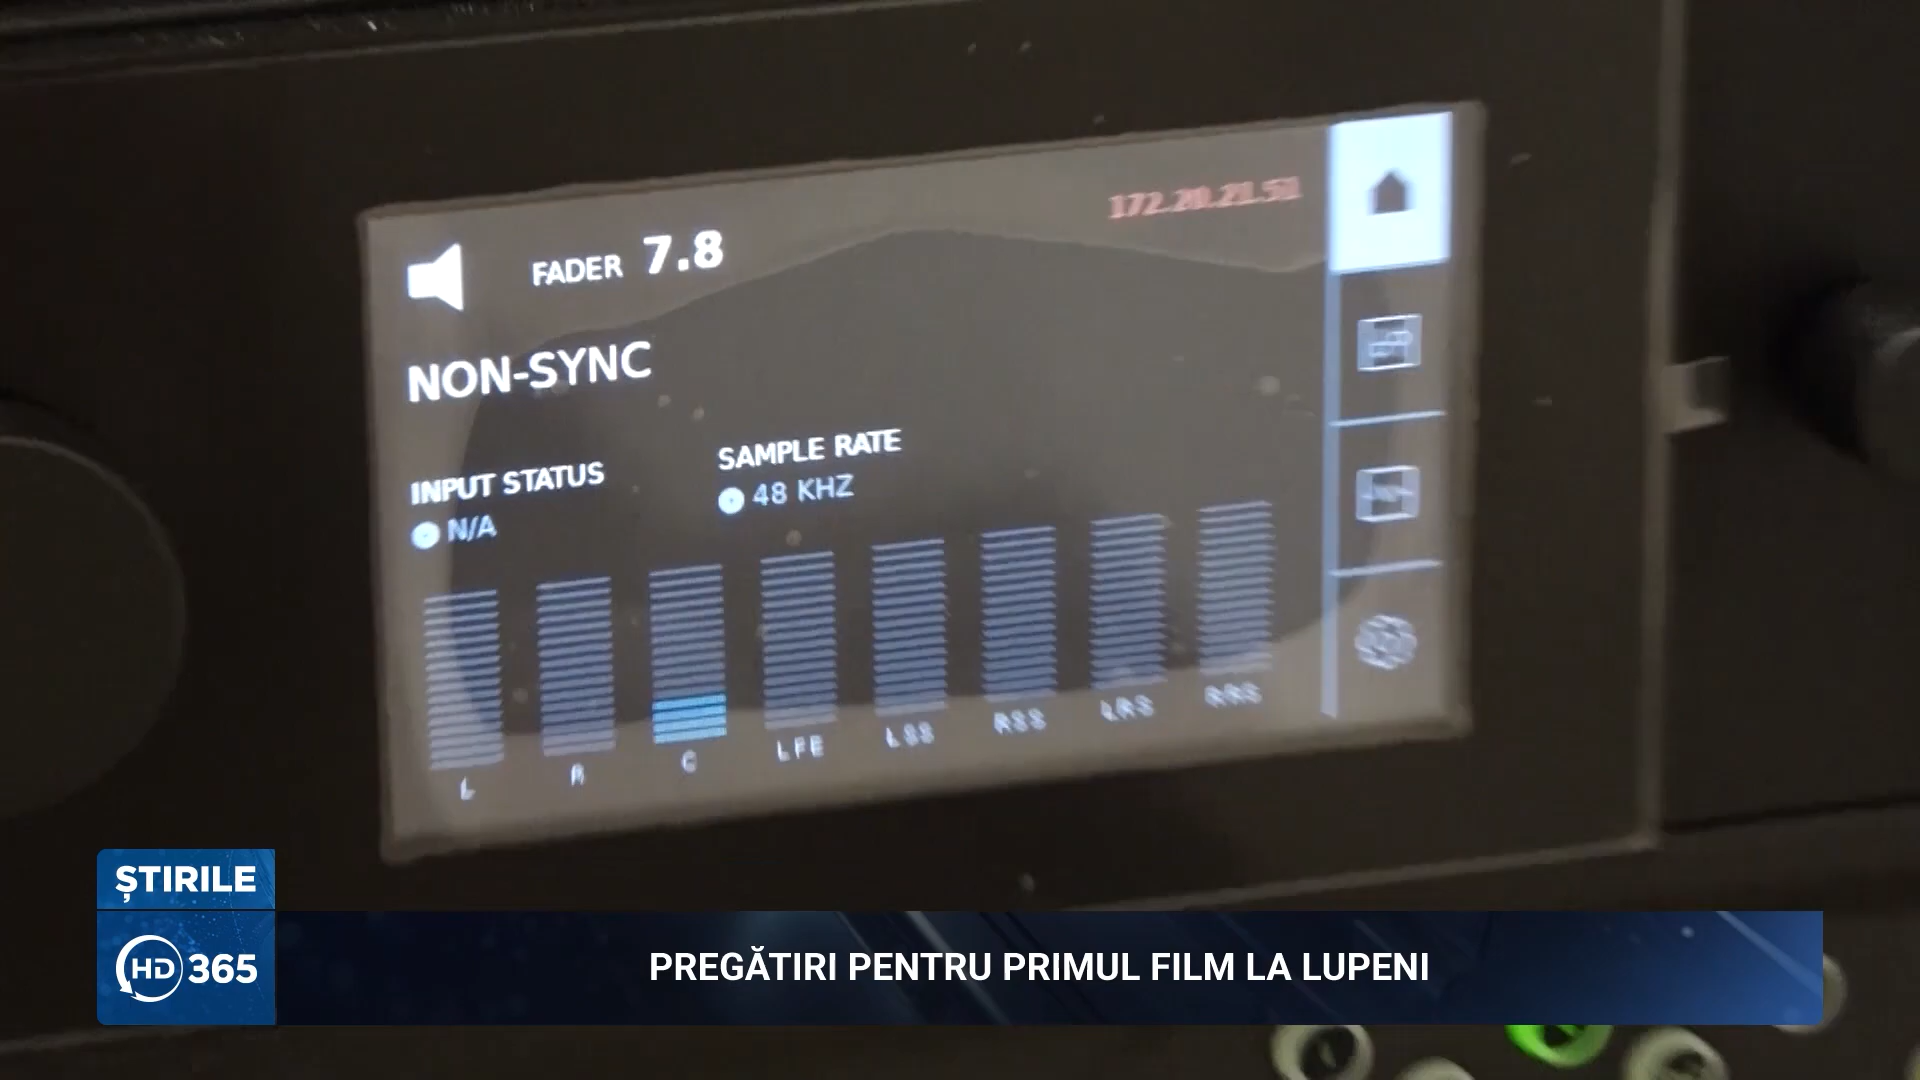 172.20.21.51
FADER 7.8
NON-SYNC
SAMPLE RATE
48 KHZ
INPUT STATUS
N/A
L R C LFE LSS RSS LRS RRS
ȘTIRILE
HD 365
PREGĂTIRI PENTRU PRIMUL FILM LA LUPENI